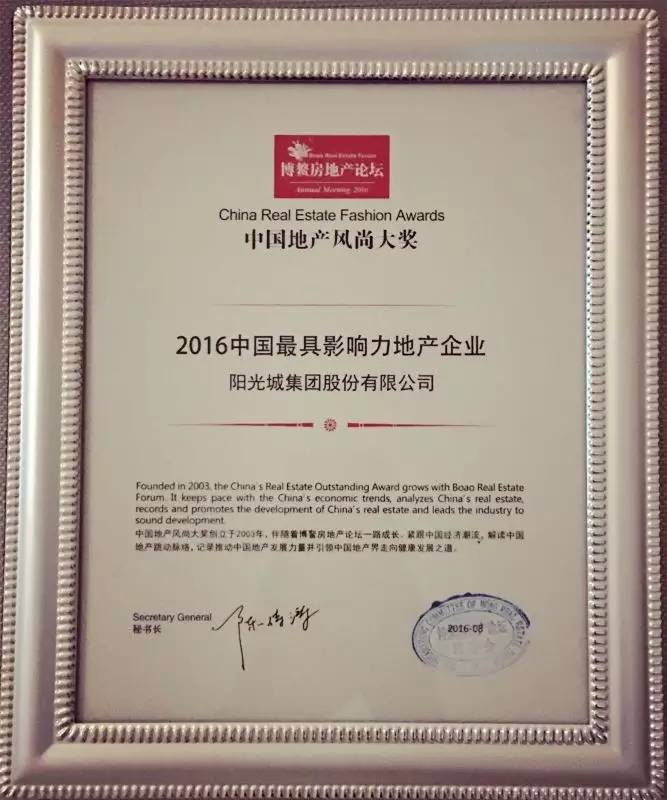 Boao Real Estate Forum
博鳌房地产论坛
Annual Meeting 2016
China Real Estate Fashion Awards
中国地产风尚大奖
2016中国最具影响力地产企业
阳光城集团股份有限公司
Founded in 2003, the China's Real Estate Outstanding Award grows with Boao Real Estate
Forum. It keeps pace with the China's economic trends, analyzes China's real estate,
records and promotes the development of China's real estate and leads the industry to
sound development.
中国地产风尚大奖创立于2003年，伴随着博鳌房地产论坛一路成长。紧跟中国经济潮流，解读中国
地产跳动脉络，记录推动中国地产发展力量并引领中国地产界走向健康发展之道。
Secretary General
秘书长
COMMITTEE OF
REAL ESTATE
2016-08